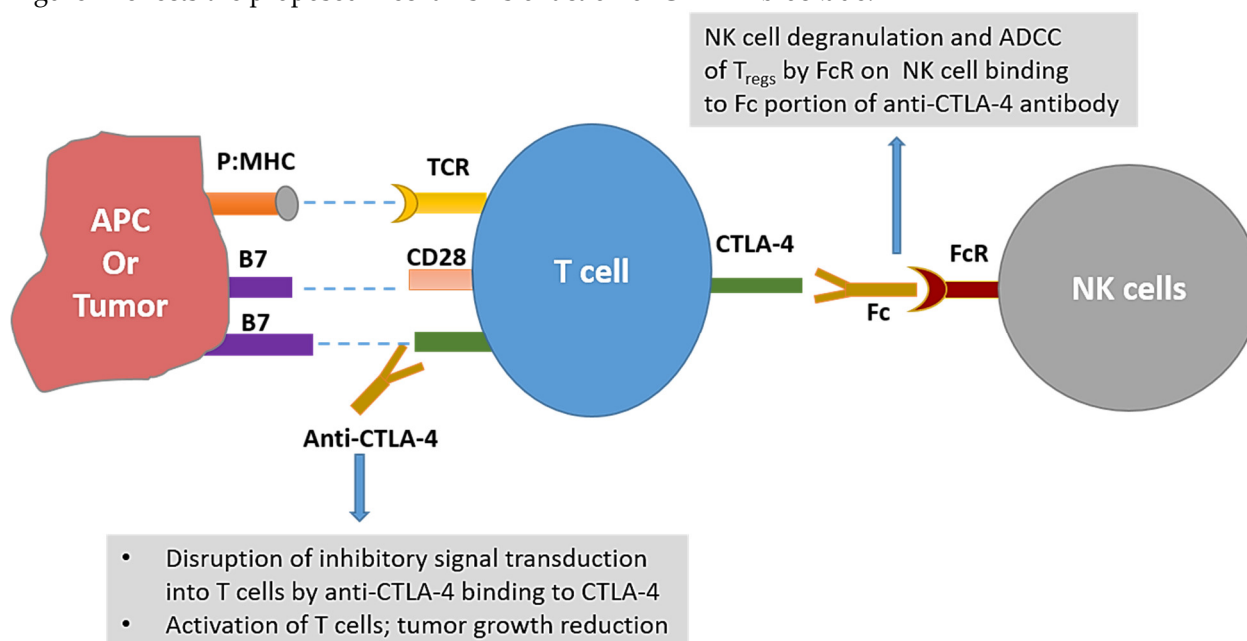 NK cell degranulation and ADCC
of Tregs by FcR on NK cell binding
to Fc portion of anti-CTLA-4 antibody
P:MHC
TCR
APC
Or
Tumor
B7
CD28
T cell
CTLA-4
FcR
NK cells
Fc
B7
Anti-CTLA-4
• Disruption of inhibitory signal transduction
into T cells by anti-CTLA-4 binding to CTLA-4
• Activation of T cells; tumor growth reduction